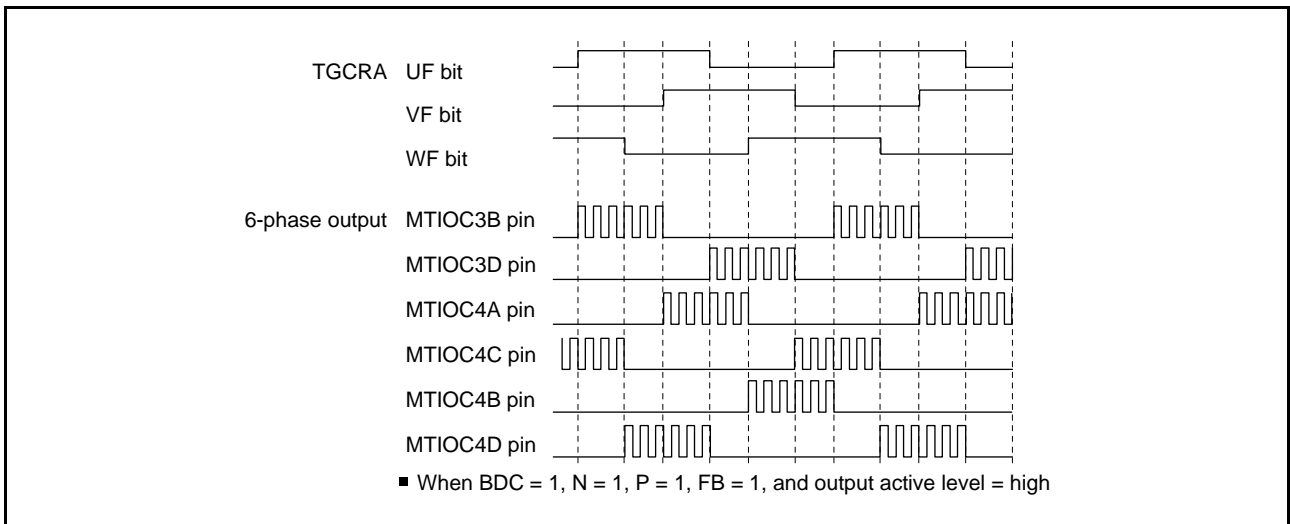 TGCRA UF bit
VF bit
WF bit
6-phase output MTIOC3B pin
MTIOC3D pin
MTIOC4A pin
MTIOC4C pin
MTIOC4B pin
MTIOC4D pin
■ When BDC = 1, N = 1, P = 1, FB = 1, and output active level = high